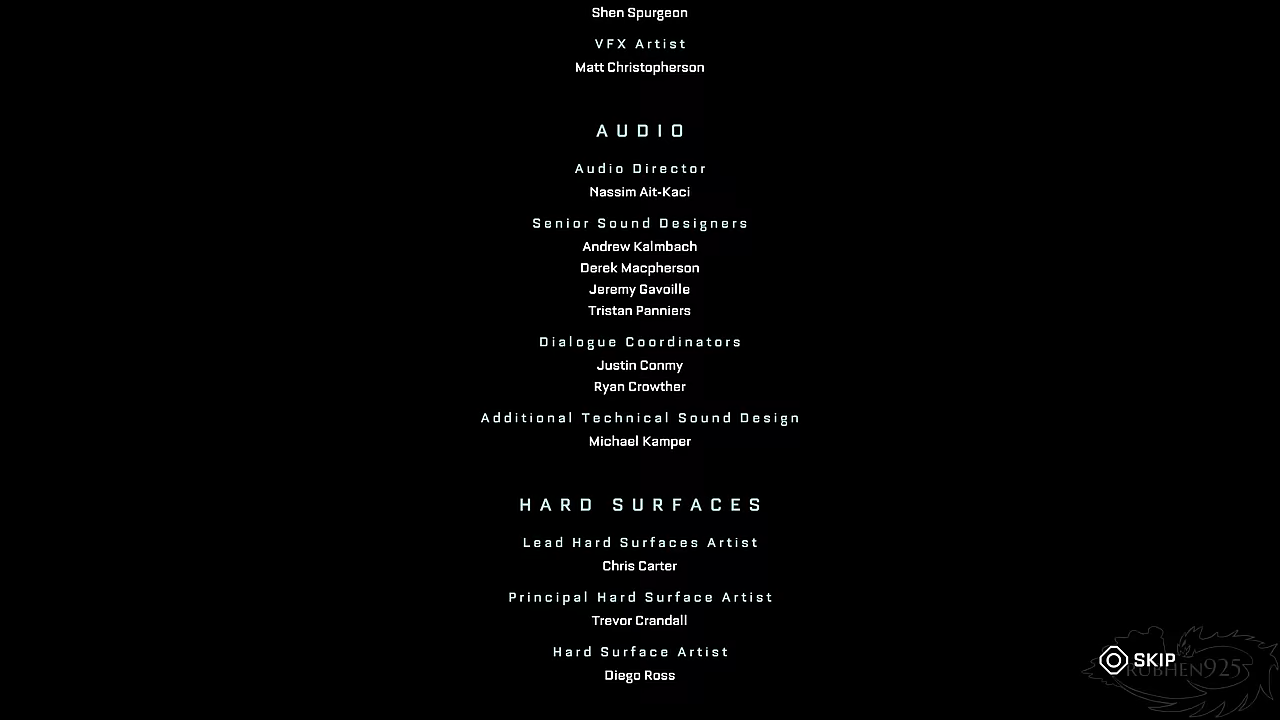 Shen Spurgeon
VFX Artist
Matt Christopherson
AUDIO
Audio Director
Nassim Ait-Kaci
Senior Sound Designers
Andrew Kalmbach
Derek Macpherson
Jeremy Gavoille
Tristan Panniers
Dialogue Coordinators
Justin Conmy
Ryan Crowther
Additional Technical Sound Design
Michael Kamper
HARD SURFACES
Lead Hard Surfaces Artist
Chris Carter
Principal Hard Surface Artist
Trevor Crandall
Hard Surface Artist
Diego Ross
SKIP
RUBHEN925